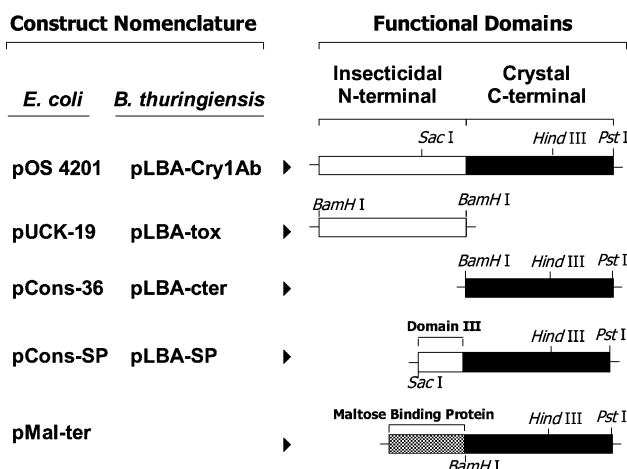 Construct Nomenclature Functional Domains
Insecticidal Crystal
E. coli B. thuringiensis N-terminal C-terminal
Sac I Hind III Pst I
pOS 4201 pLBA-Cry1Ab
BamH I BamH I
pUCK-19 pLBA-tox
BamH I Hind III Pst I
pCons-36 pLBA-cter
Domain III Hind III Pst I
pCons-SP pLBA-SP
Sac I
Maltose Binding Protein Hind III Pst I
pMal-ter
BamH I